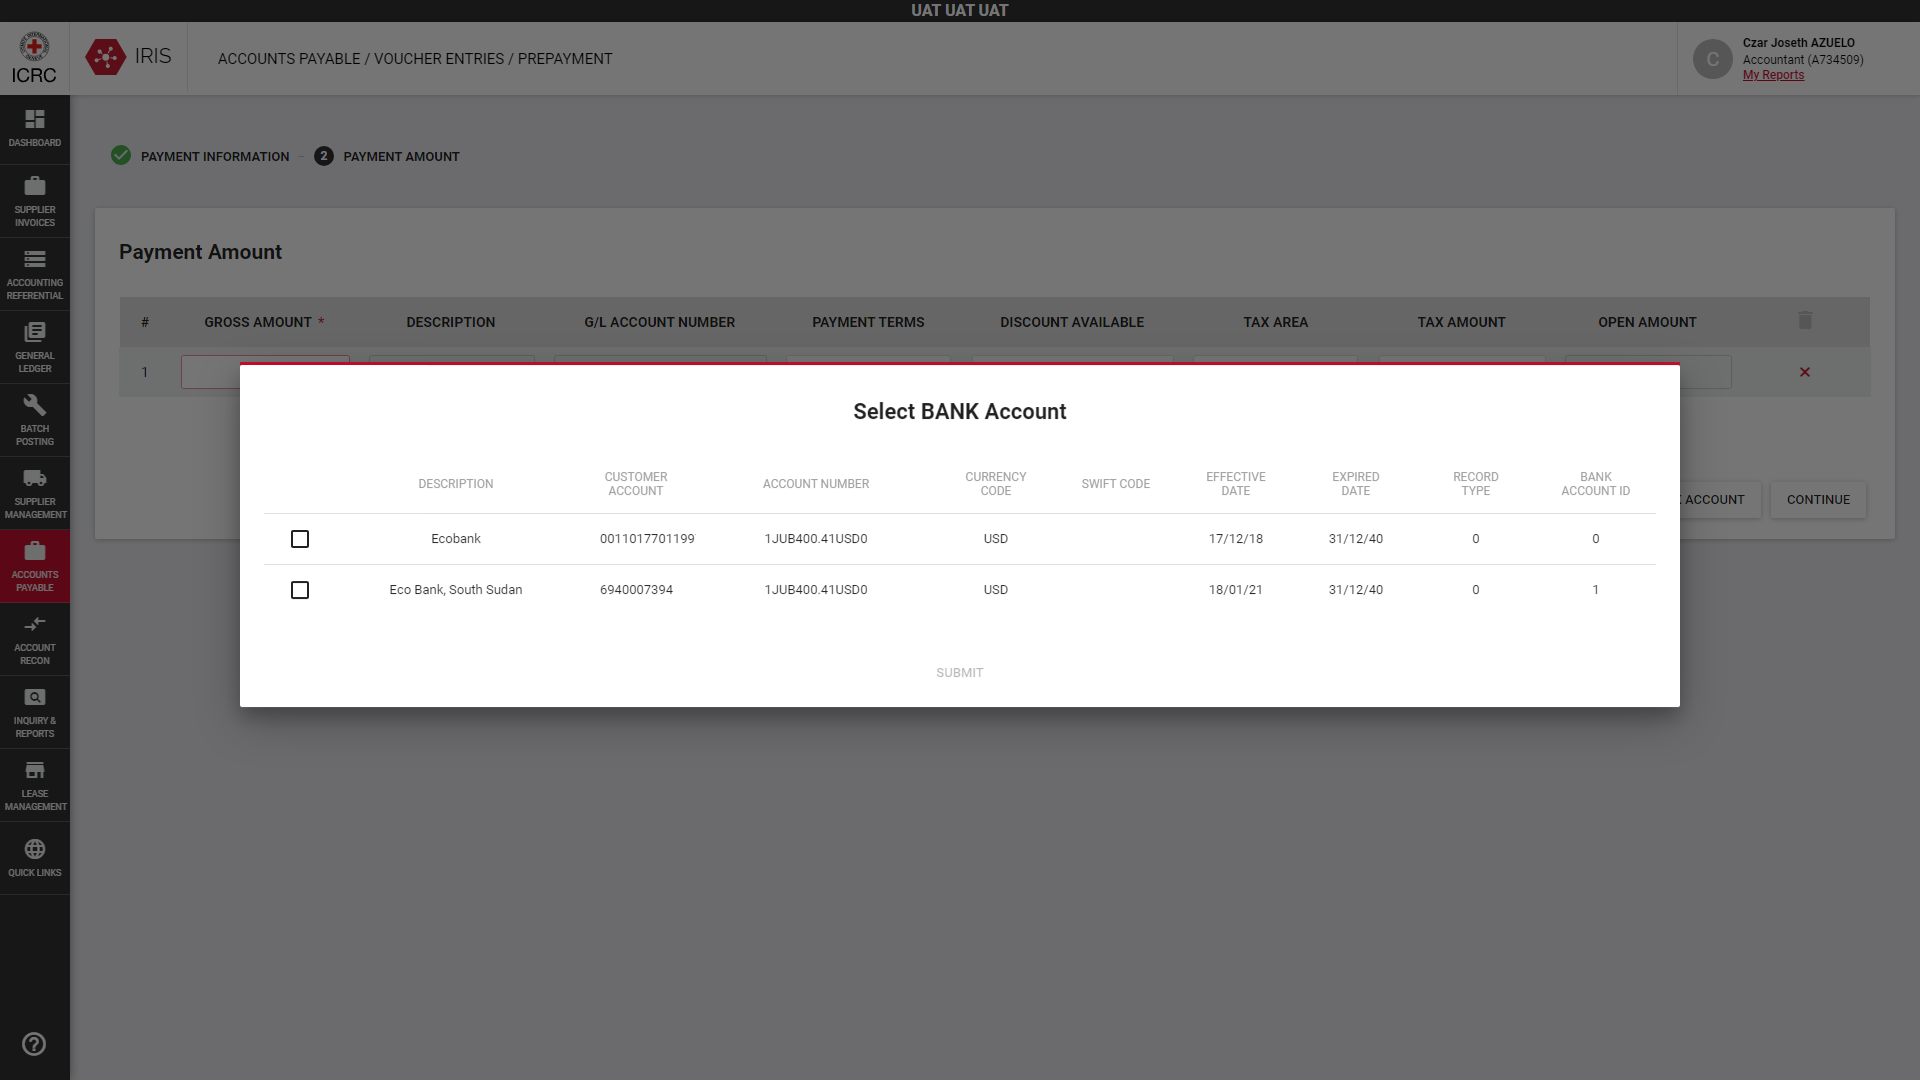 UAT UAT UAT
ICRC
IRIS
ACCOUNTS PAYABLE / VOUCHER ENTRIES / PREPAYMENT
C
Czar Joseth AZUELO
Accountant (A734509)
My Reports
DASHBOARD
SUPPLIER
INVOICES
ACCOUNTING
REFERENTIAL
GENERAL
LEDGER
BATCH
POSTING
SUPPLIER
MANAGEMENT
ACCOUNTS
PAYABLE
ACCOUNT
RECON
INQUIRY &
REPORTS
LEASE
MANAGEMENT
QUICK LINKS
PAYMENT INFORMATION
2 PAYMENT AMOUNT
Payment Amount
# GROSS AMOUNT * DESCRIPTION G/L ACCOUNT NUMBER PAYMENT TERMS DISCOUNT AVAILABLE TAX AREA TAX AMOUNT OPEN AMOUNT
1
Select BANK Account
DESCRIPTION CUSTOMER ACCOUNT ACCOUNT NUMBER CURRENCY CODE SWIFT CODE EFFECTIVE DATE EXPIRED DATE RECORD TYPE BANK ACCOUNT ID
Ecobank 0011017701199 1JUB400.41USD0 USD 17/12/18 31/12/40 0 0
Eco Bank, South Sudan 6940007394 1JUB400.41USD0 USD 18/01/21 31/12/40 0 1
SUBMIT
ACCOUNT
CONTINUE